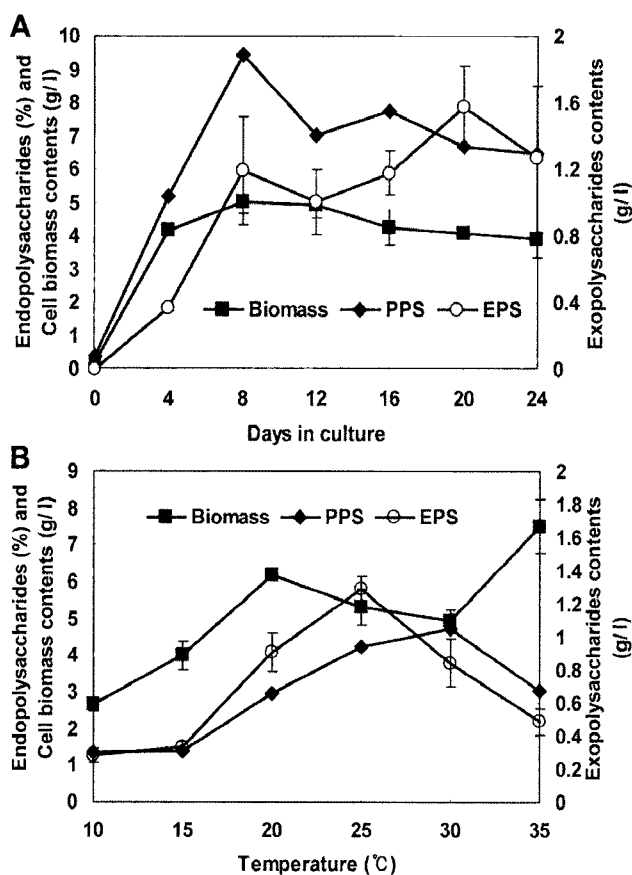 A
Endopolysaccharides (%) and
Cell biomass contents (g/l)
10
9
8
7
6
5
4
3
2
1
0
2
1.6
1.2
0.8
0.4
0
Exopolysaccharides contents
(g/l)
Biomass PPS EPS
0 4 8 12 16 20 24
Days in culture
B
Endopolysaccharides (%) and
Cell biomass contents (g/l)
9
8
7
6
5
4
3
2
1
0
2
1.8
1.6
1.4
1.2
1
0.8
0.6
0.4
0.2
0
Exopolysaccharides contents
(g/l)
Biomass PPS EPS
10 15 20 25 30 35
Temperature (℃)